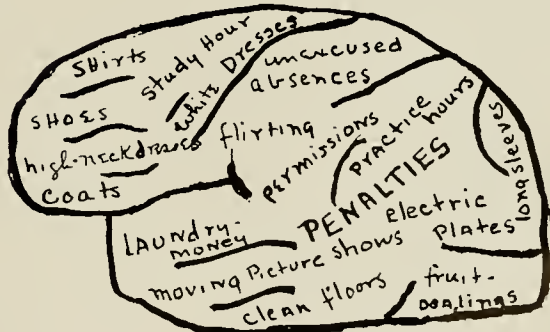 Shirts
Study Hour
White Dresses
unexcused
absences
SHOES
high-neck dresses
Coats
flirting
PERMISSIONS
PRACTICE
hours
long sleeves
PENALTIES
electric
Plates
LAUNDRY-
MONEY
moving Picture shows
clean floors
fruit-